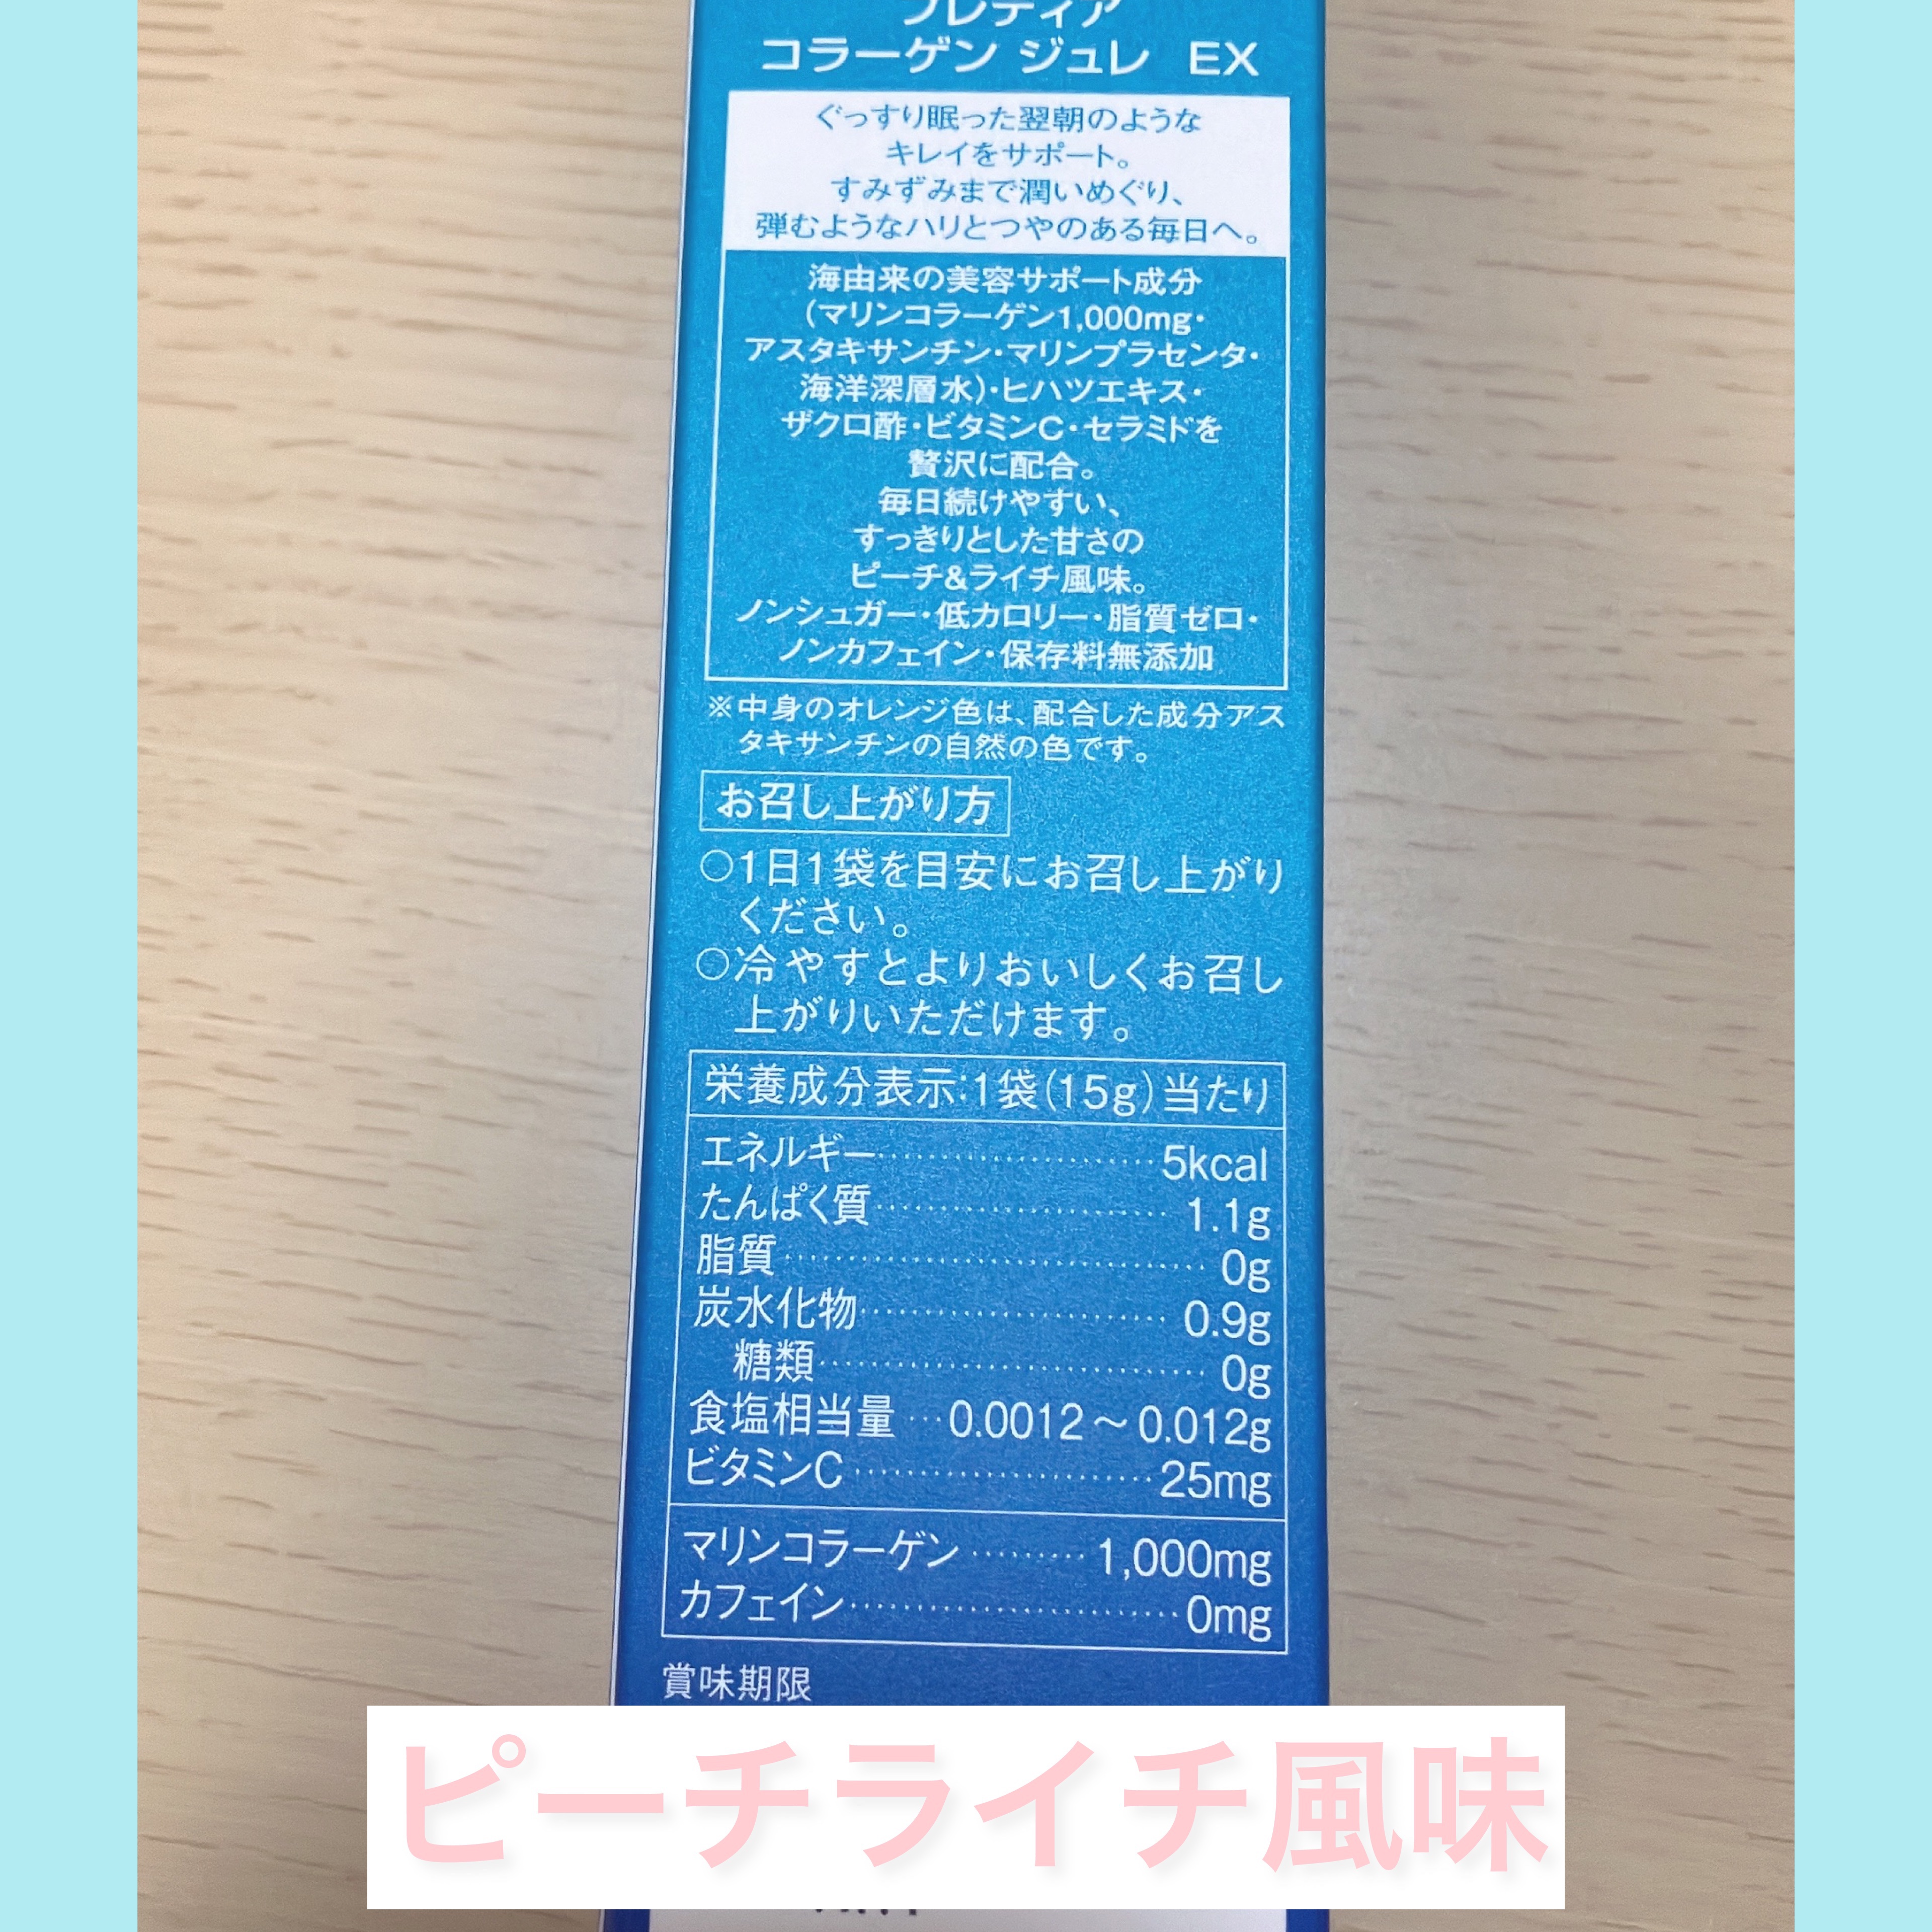 プレディア
コラーゲン ジュレ EX
ぐっすり眠った翌朝のような
キレイをサポート。
すみずみまで潤いめぐり、
弾むようなハリとつやのある毎日へ。
海由来の美容サポート成分
(マリンコラーゲン1,000mg・
アスタキサンチン・マリンプラセンタ・
海洋深層水)・ヒハツエキス・
ザクロ酢・ビタミンC・セラミドを
贅沢に配合。
毎日続けやすい、
すっきりとした甘さの
ピーチ&ライチ風味。
ノンシュガー・低カロリー・脂質ゼロ・
ノンカフェイン・保存料無添加
※中身のオレンジ色は、配合した成分アス
タキサンチンの自然の色です。
お召し上がり方
○1日1袋を目安にお召し上がり
ください。
○冷やすとよりおいしくお召し
上がりいただけます。
栄養成分表示:1袋(15g)当たり
エネルギー 5kcal
たんぱく質 1.1g
脂質 0g
炭水化物 0.9g
糖類 0g
食塩相当量 0.0012～0.012g
ビタミンC 25mg
マリンコラーゲン 1,000mg
カフェイン 0mg
賞味期限
ピーチライチ風味